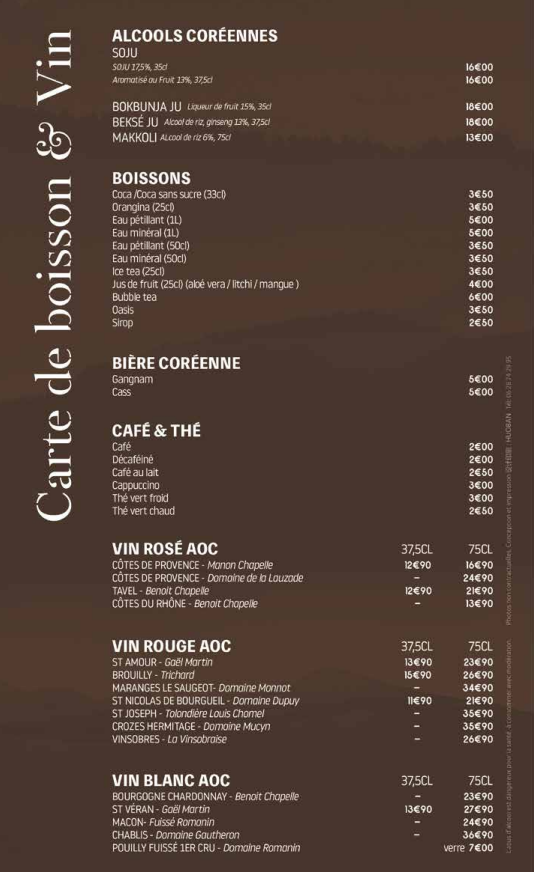 Carte de boisson & Vin
ALCOOLS CORÉENNES
SOJU
SOJU 17,5%, 35cl 16€00
Aromatisé au Fruit 13%, 37,5cl 16€00
BOKBUNJA JU Liqueur de fruit 15%, 35cl 18€00
BEKSÉ JU Alcool de riz, ginseng 13%, 37,5cl 18€00
MAKKOLI ALcool de riz 6%, 75cl 13€00
BOISSONS
Coca /Coca sans sucre (33cl) 3€50
Orangina (25cl) 3€50
Eau pétillant (1L) 5€00
Eau minéral (1L) 5€00
Eau pétillant (50cl) 3€50
Eau minéral (50cl) 3€50
Ice tea (25cl) 3€50
Jus de fruit (25cl) (aloé vera / litchi / mangue ) 4€00
Bubble tea 6€00
Oasis 3€50
Sirop 2€50
BIÈRE CORÉENNE
Gangnam 5€00
Cass 5€00
CAFÉ & THÉ
Café 2€00
Décaféiné 2€00
Café au lait 2€50
Cappuccino 3€00
Thé vert froid 3€00
Thé vert chaud 2€50
VIN ROSÉ AOC 37,5CL 75CL
CÔTES DE PROVENCE - Manon Chapelle 12€90 16€90
CÔTES DE PROVENCE - Domaine de la Lauzade – 24€90
TAVEL - Benoit Chapelle 12€90 21€90
CÔTES DU RHÔNE - Benoit Chapelle – 13€90
VIN ROUGE AOC 37,5CL 75CL
ST AMOUR - Gaël Martin 13€90 23€90
BROUILLY - Trichard 15€90 26€90
MARANGES LE SAUGEOT- Domaine Monnot – 34€90
ST NICOLAS DE BOURGUEIL - Domaine Dupuy 11€90 21€90
ST JOSEPH - Talandière Louis Chomel – 35€90
CROZES HERMITAGE - Domaine Mucyn – 35€90
VINSOBRES - La Vinsobraise – 26€90
VIN BLANC AOC 37,5CL 75CL
BOURGOGNE CHARDONNAY - Benoit Chapelle – 23€90
ST VÉRAN - Gaël Martin 13€90 27€90
MACON- Fuissé Romanin – 24€90
CHABLIS - Domaine Gautheron – 36€90
POUILLY FUISSÉ 1ER CRU - Domaine Romanin verre 7€00
L'abus d'alcool est dangereux pour la santé, à consommer avec modération. Photos non contractuelles, Conception et impression HUOBAN Tél: 06 28 74 29 95